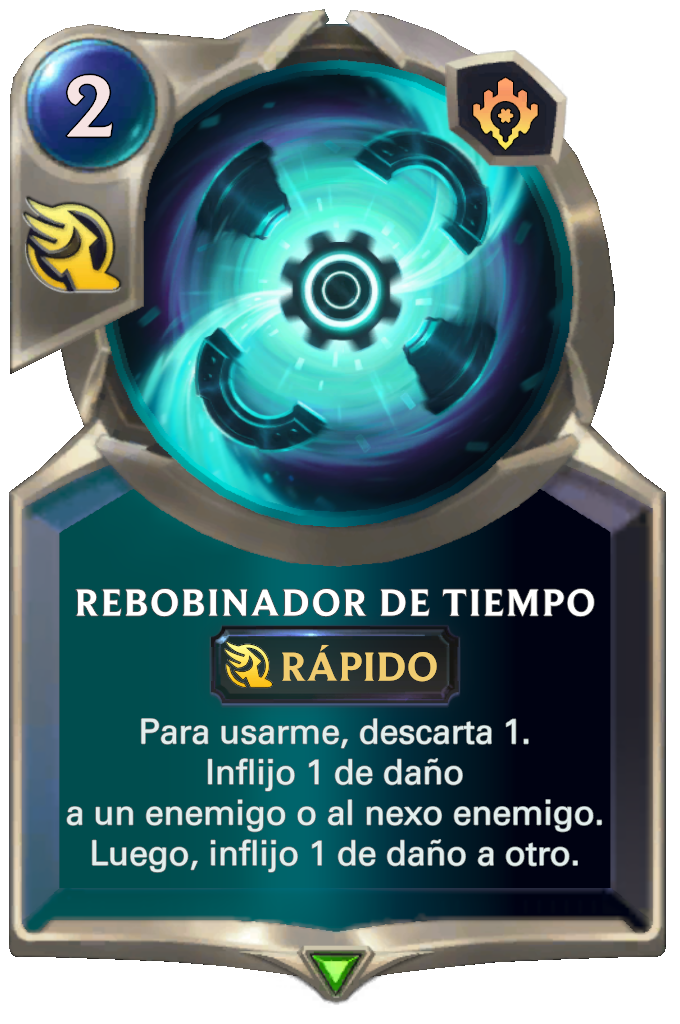 2
REBOBINADOR DE TIEMPO
RÁPIDO
Para usarme, descarta 1.
Inflijo 1 de daño
a un enemigo o al nexo enemigo.
Luego, inflijo 1 de daño a otro.